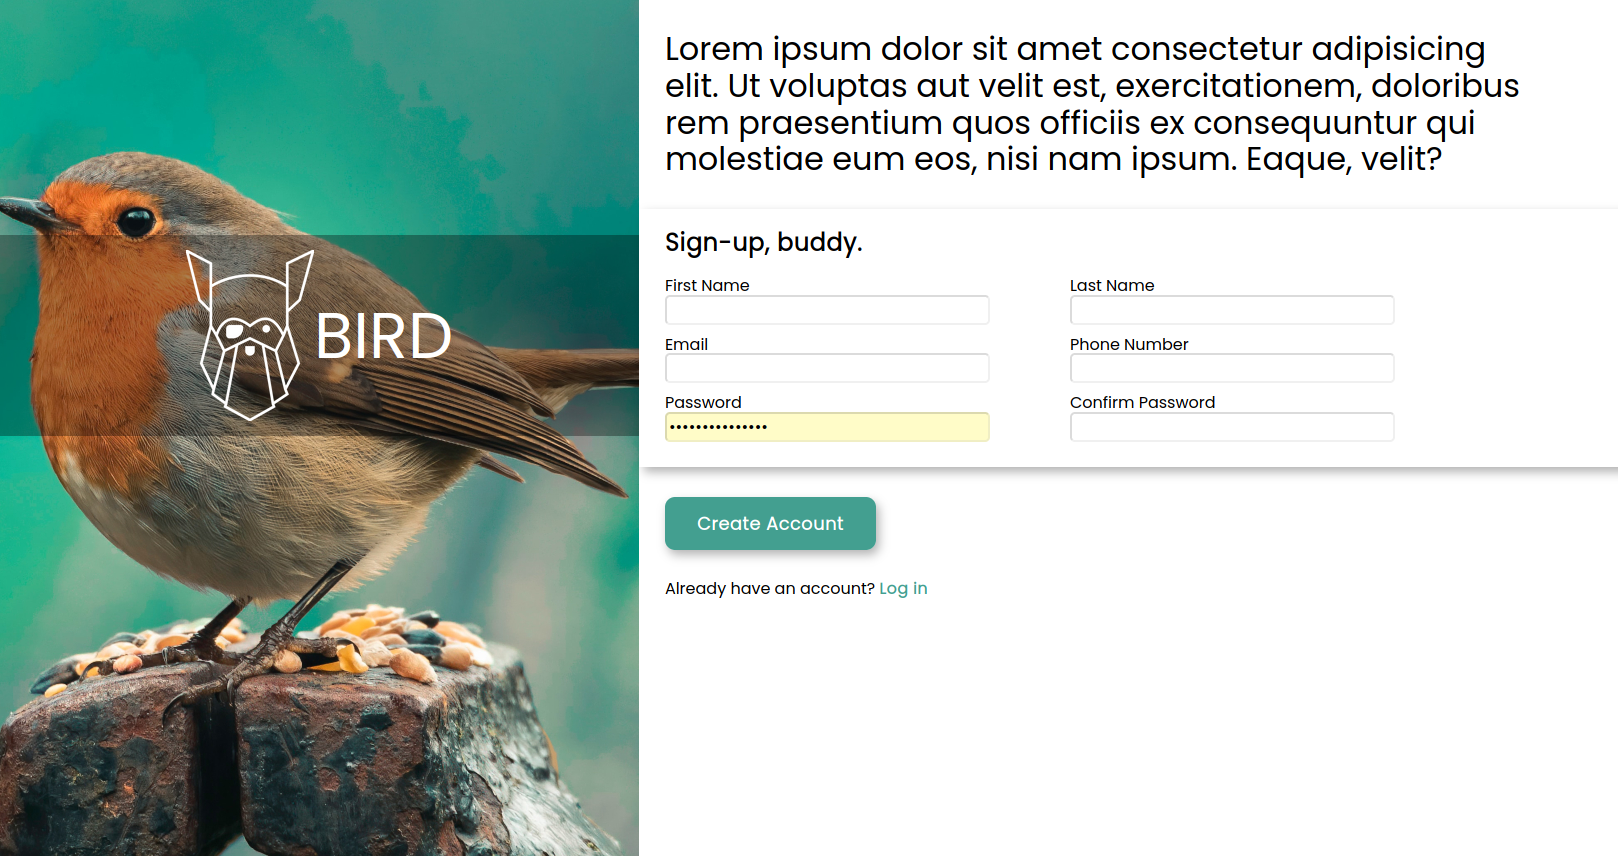 BIRD
Lorem ipsum dolor sit amet consectetur adipisicing
elit. Ut voluptas aut velit est, exercitationem, doloribus
rem praesentium quos officiis ex consequuntur qui
molestiae eum eos, nisi nam ipsum. Eaque, velit?
Sign-up, buddy.
First Name
Last Name
Email
Phone Number
Password
Confirm Password
•••••••••••••••
Create Account
Already have an account? Log in